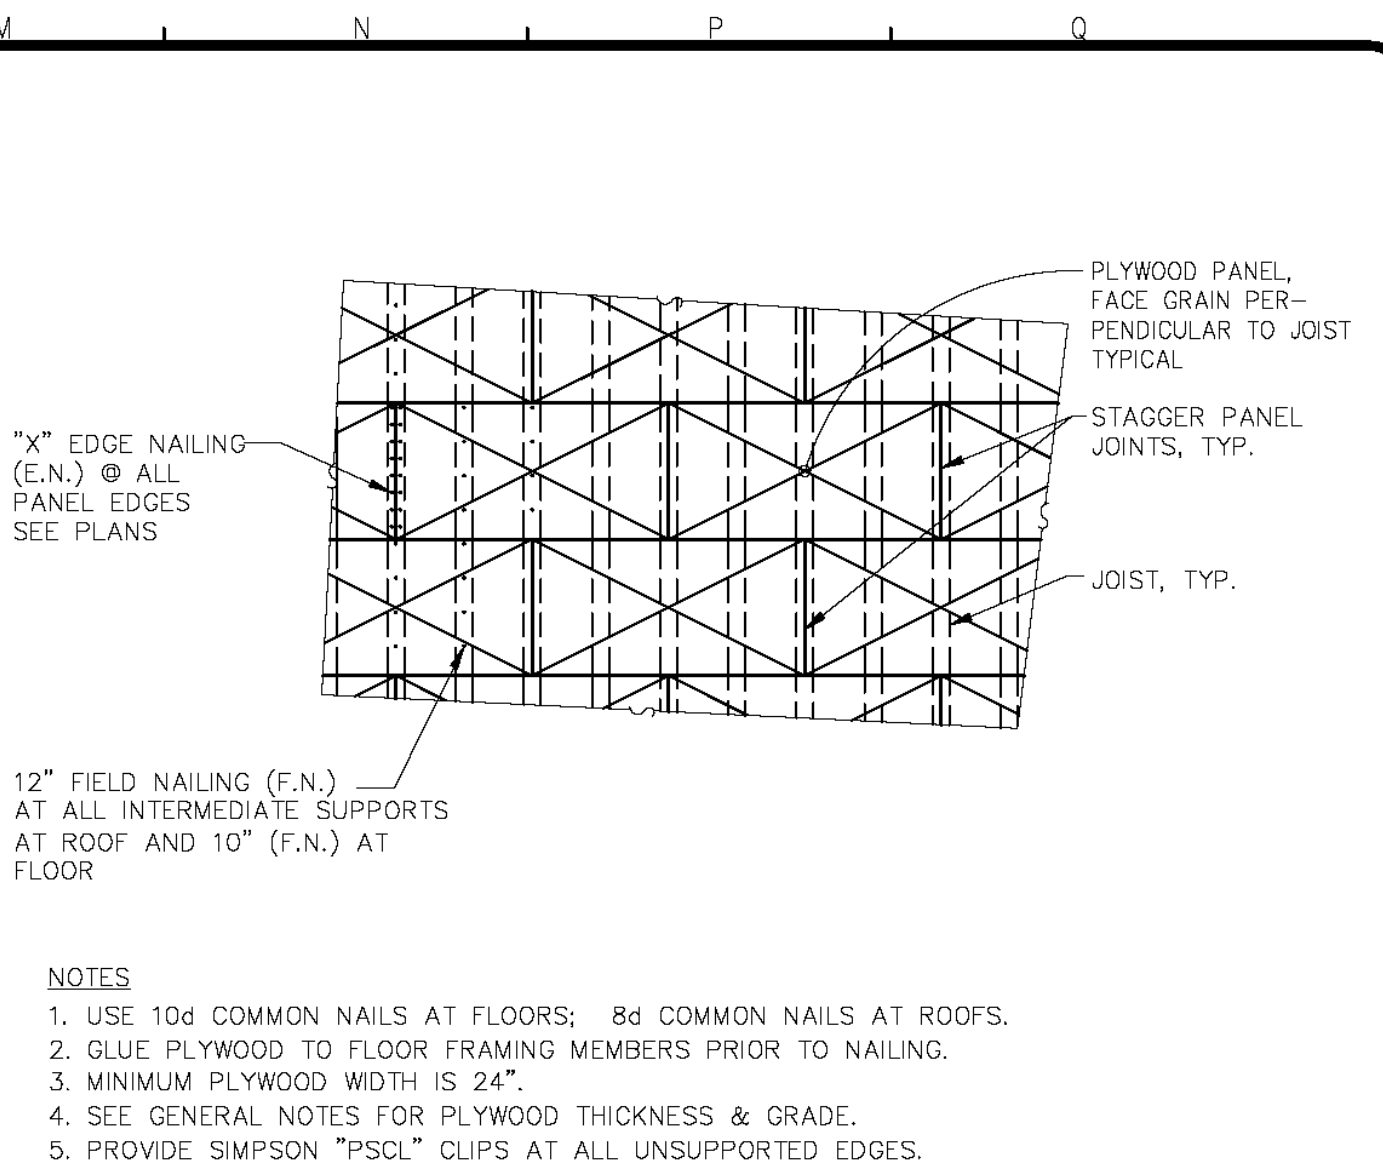 M N P Q
PLYWOOD PANEL,
FACE GRAIN PER-
PENDICULAR TO JOIST
TYPICAL
STAGGER PANEL
JOINTS, TYP.
"X" EDGE NAILING
(E.N.) @ ALL
PANEL EDGES
SEE PLANS
JOIST, TYP.
12" FIELD NAILING (F.N.)
AT ALL INTERMEDIATE SUPPORTS
AT ROOF AND 10" (F.N.) AT
FLOOR
NOTES
1. USE 10d COMMON NAILS AT FLOORS; 8d COMMON NAILS AT ROOFS.
2. GLUE PLYWOOD TO FLOOR FRAMING MEMBERS PRIOR TO NAILING.
3. MINIMUM PLYWOOD WIDTH IS 24".
4. SEE GENERAL NOTES FOR PLYWOOD THICKNESS & GRADE.
5. PROVIDE SIMPSON "PSCL" CLIPS AT ALL UNSUPPORTED EDGES.